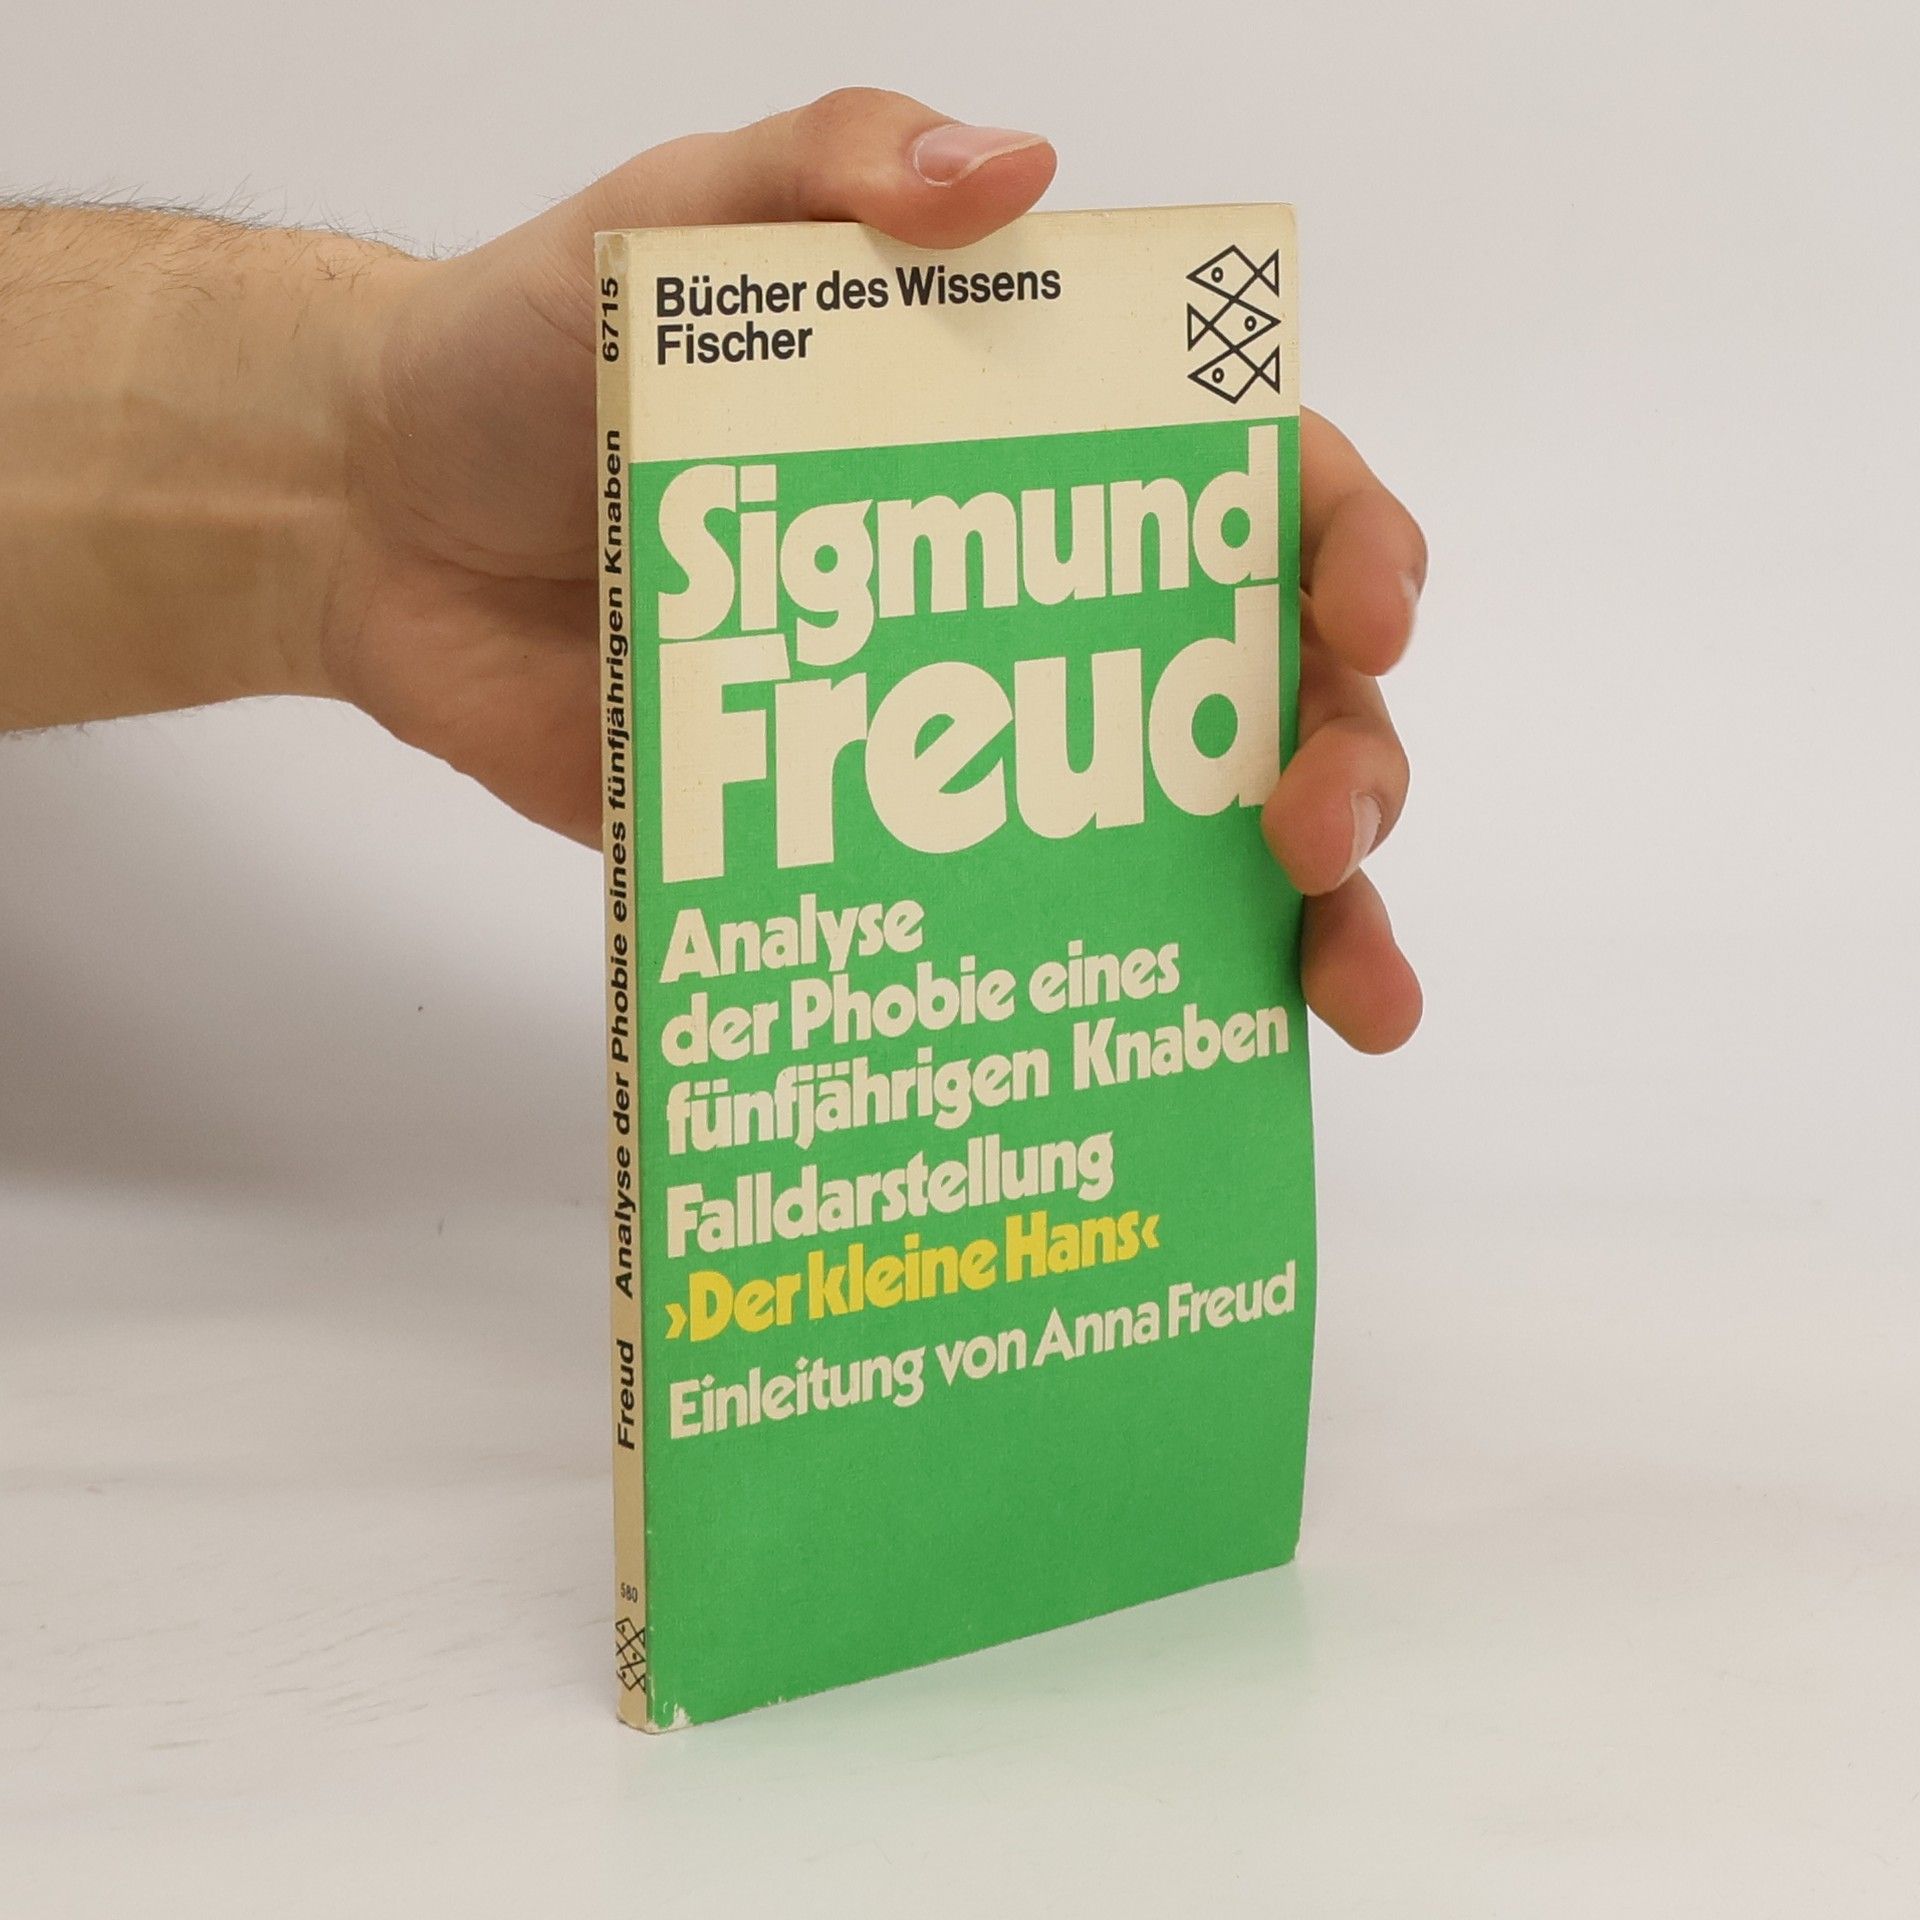 Bücher des Wissens
Fischer
Sigmund
Freud
Analyse
der Phobie eines
fünfjährigen Knaben
Falldarstellung
›Der kleine Hans‹
Einleitung von Anna Freud
Freud Analyse der Phobie eines fünfjährigen Knaben 6715
580